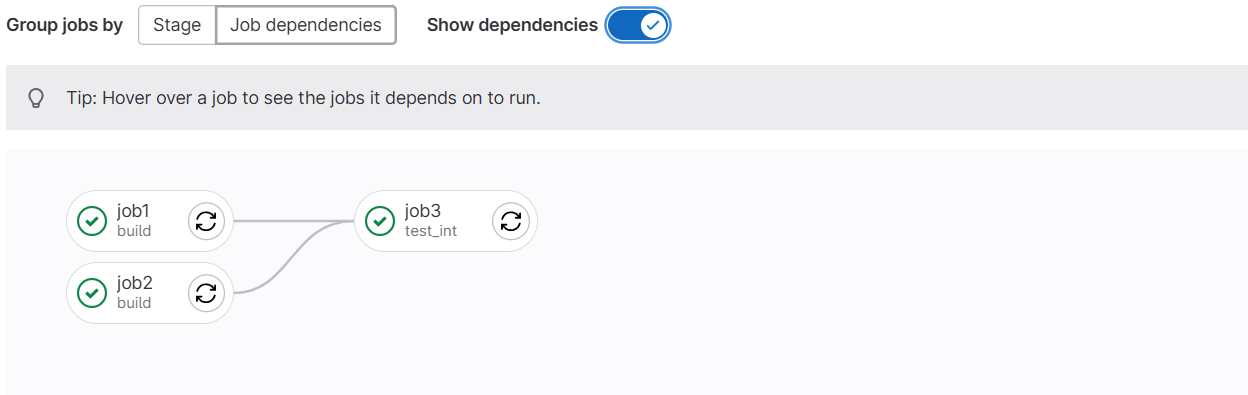 Group jobs by Stage Job dependencies Show dependencies
Tip: Hover over a job to see the jobs it depends on to run.
job1
build
job3
test_int
job2
build